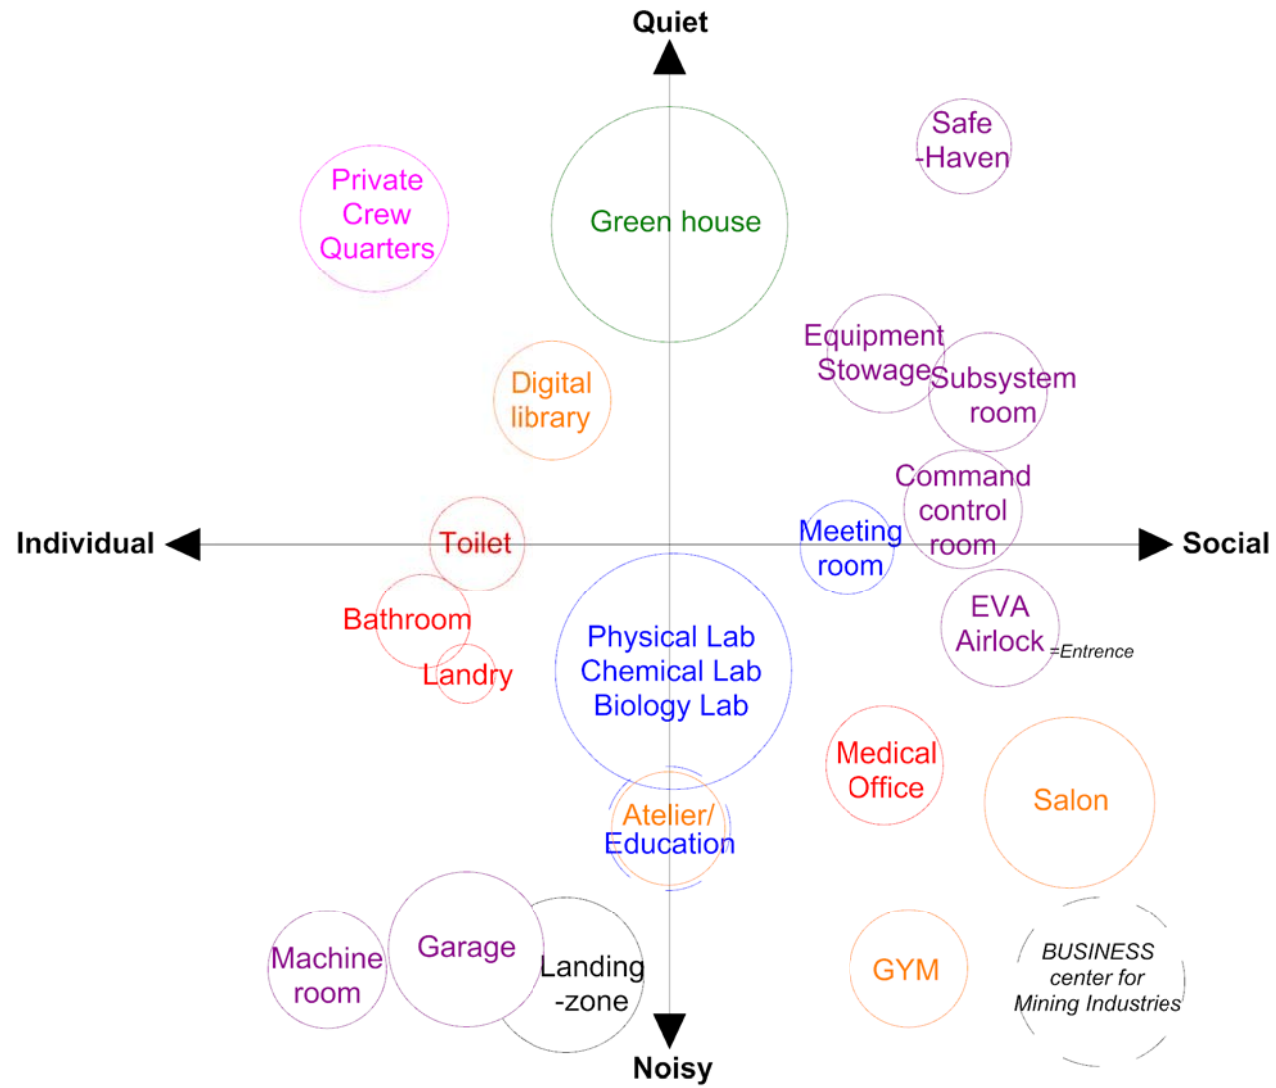 Quiet
Safe
-Haven
Private
Crew
Quarters
Green house
Equipment
Stowage
Subsystem
room
Digital
library
Command
control
room
Individual
Toilet
Meeting
room
Social
Bathroom
Landry
Physical Lab
Chemical Lab
Biology Lab
EVA
Airlock
=Entrence
Medical
Office
Salon
Atelier/
Education
Machine
room
Garage
Landing
-zone
GYM
BUSINESS
center for
Mining Industries
Noisy